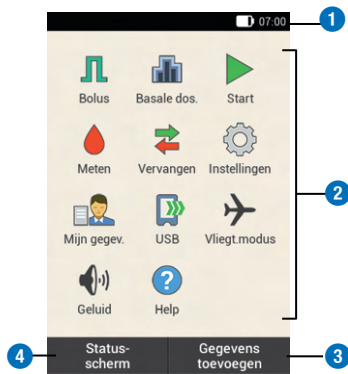 07:00
1
Bolus Basale dos. Start
Meten Vervangen Instellingen
2
Mijn gegev. USB Vliegt.modus
?
Geluid Help
4
Status- Gegevens
scherm toevoegen
3